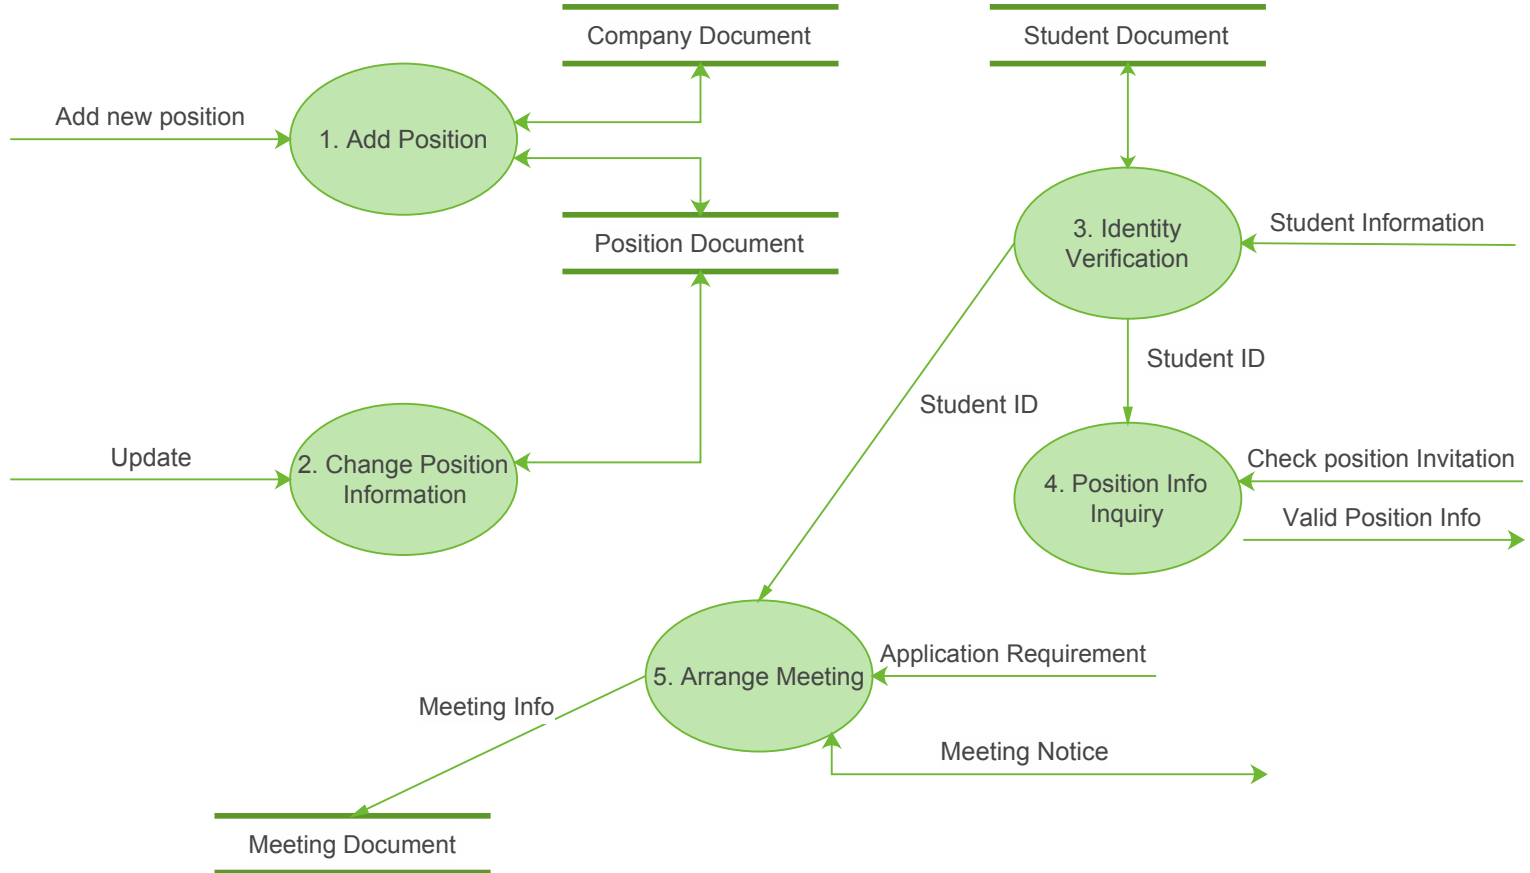 Company Document
Student Document
Add new position
1. Add Position
Position Document
3. Identity
Verification
Student Information
Student ID
Student ID
Update
2. Change Position
Information
4. Position Info
Inquiry
Check position Invitation
Valid Position Info
5. Arrange Meeting
Application Requirement
Meeting Info
Meeting Notice
Meeting Document